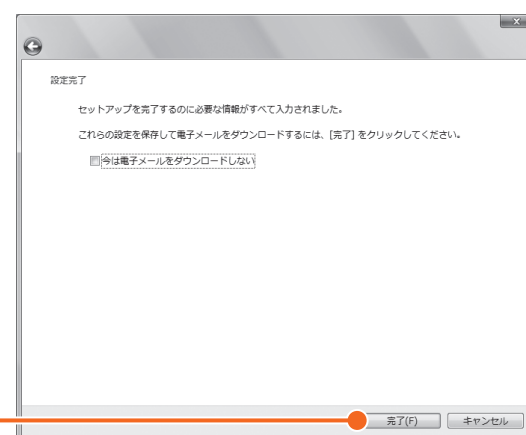 設定完了
セットアップを完了するのに必要な情報がすべて入力されました。
これらの設定を保存して電子メールをダウンロードするには、[完了] をクリックしてください。
今は電子メールをダウンロードしない
完了(F) キャンセル